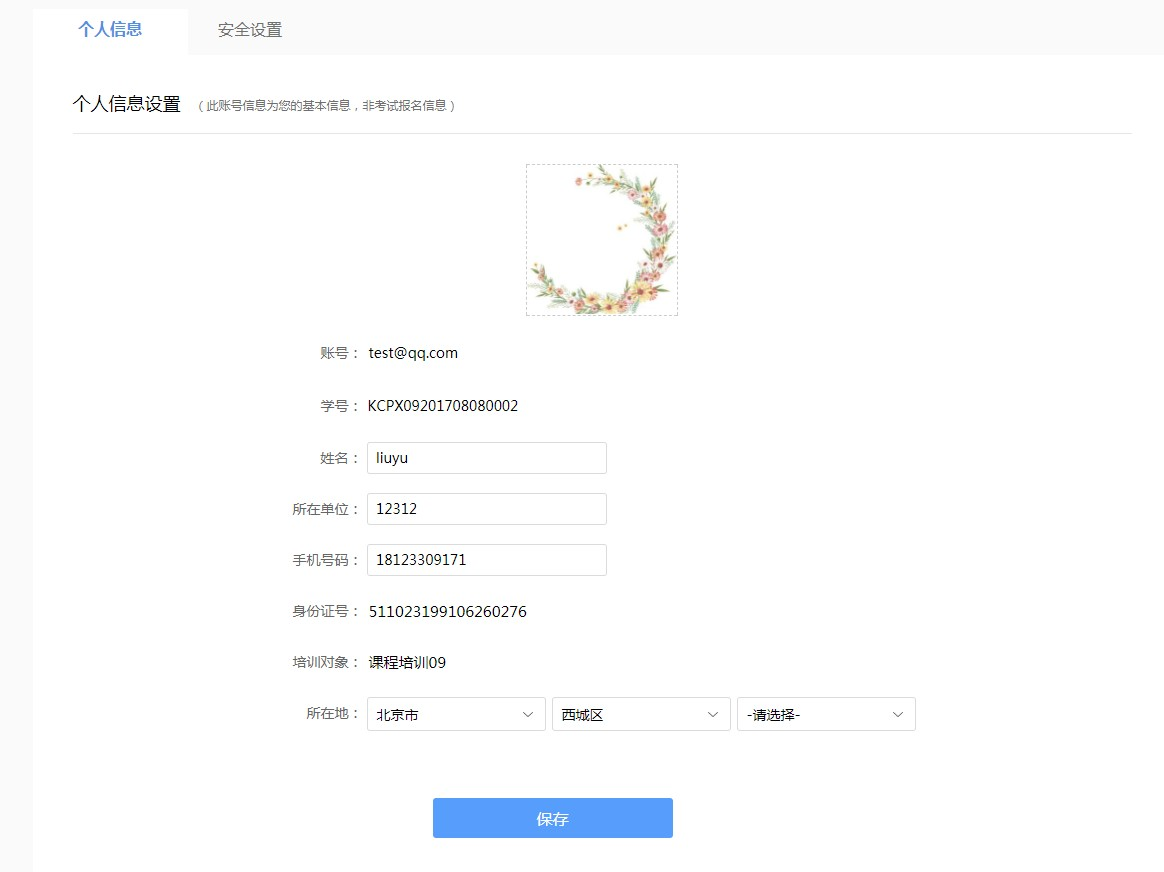 个人信息 安全设置
个人信息设置 （此账号信息为您的基本信息，非考试报名信息）
账号： test@qq.com
学号： KCPX09201708080002
姓名： liuyu
所在单位： 12312
手机号码： 18123309171
身份证号： 511023199106260276
培训对象： 课程培训09
所在地： 北京市 西城区 -请选择-
保存